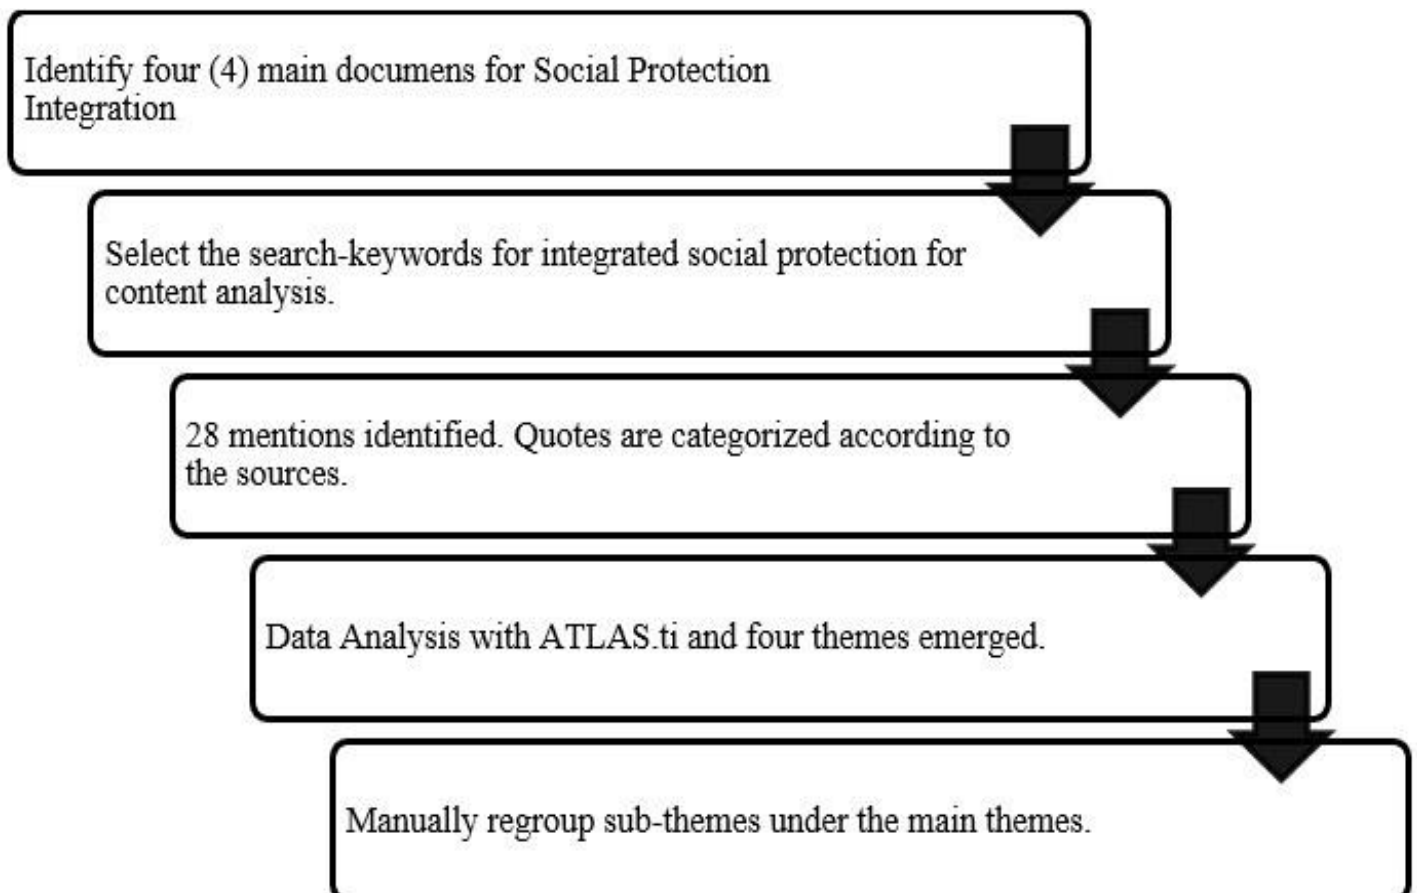 Identify four (4) main documens for Social Protection
Integration
Select the search-keywords for integrated social protection for
content analysis.
28 mentions identified. Quotes are categorized according to
the sources.
Data Analysis with ATLAS.ti and four themes emerged.
Manually regroup sub-themes under the main themes.